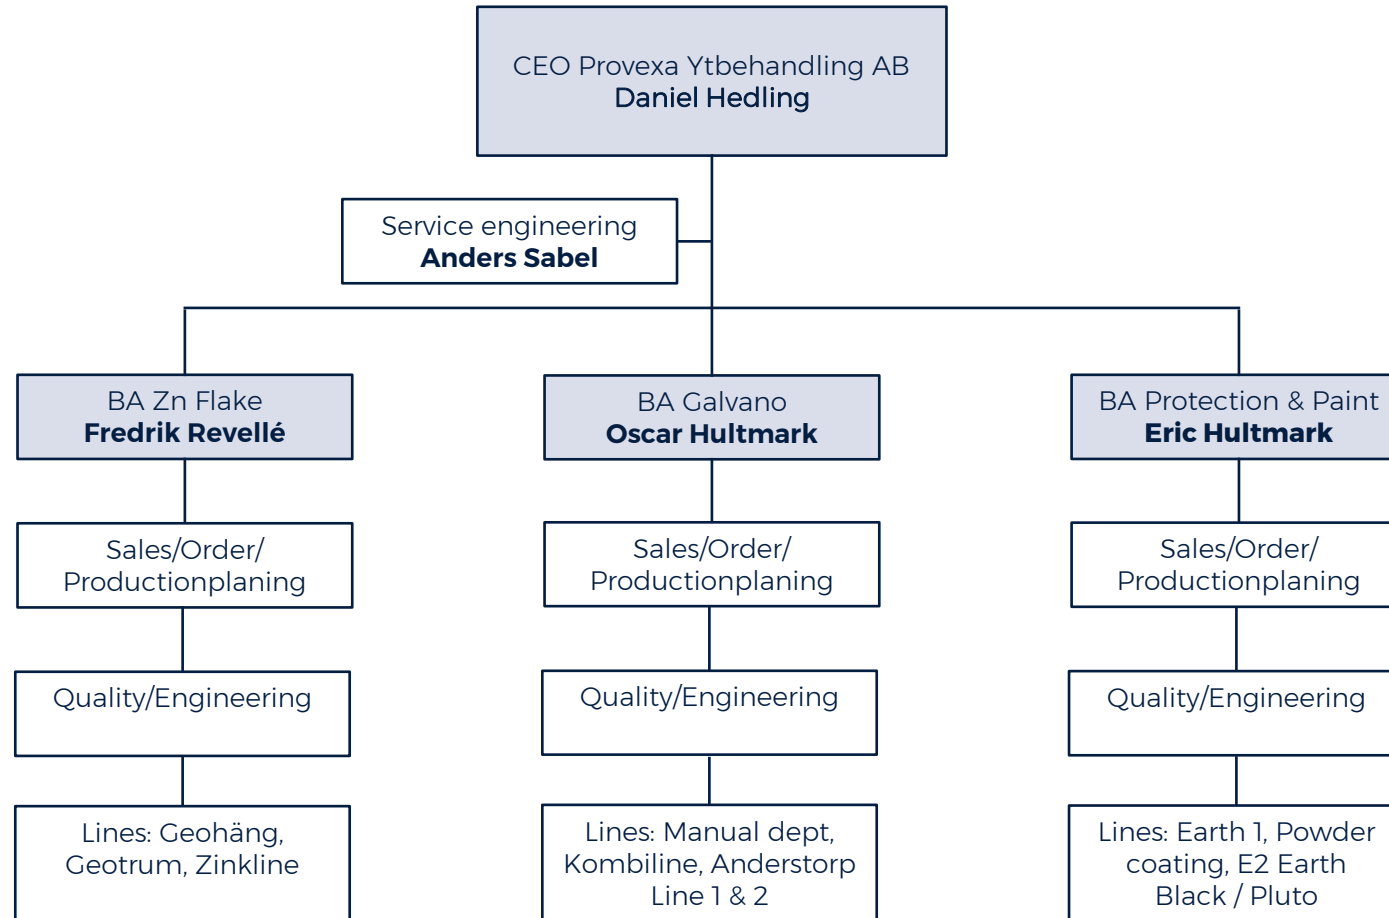 CEO Provexa Ytbehandling AB
Daniel Hedling
Service engineering
Anders Sabel
BA Zn Flake
Fredrik Revellé
BA Galvano
Oscar Hultmark
BA Protection & Paint
Eric Hultmark
Sales/Order/
Productionplaning
Sales/Order/
Productionplaning
Sales/Order/
Productionplaning
Quality/Engineering
Quality/Engineering
Quality/Engineering
Lines: Geohäng,
Geotrum, Zinkline
Lines: Manual dept,
Kombiline, Anderstorp
Line 1 & 2
Lines: Earth 1, Powder
coating, E2 Earth
Black / Pluto